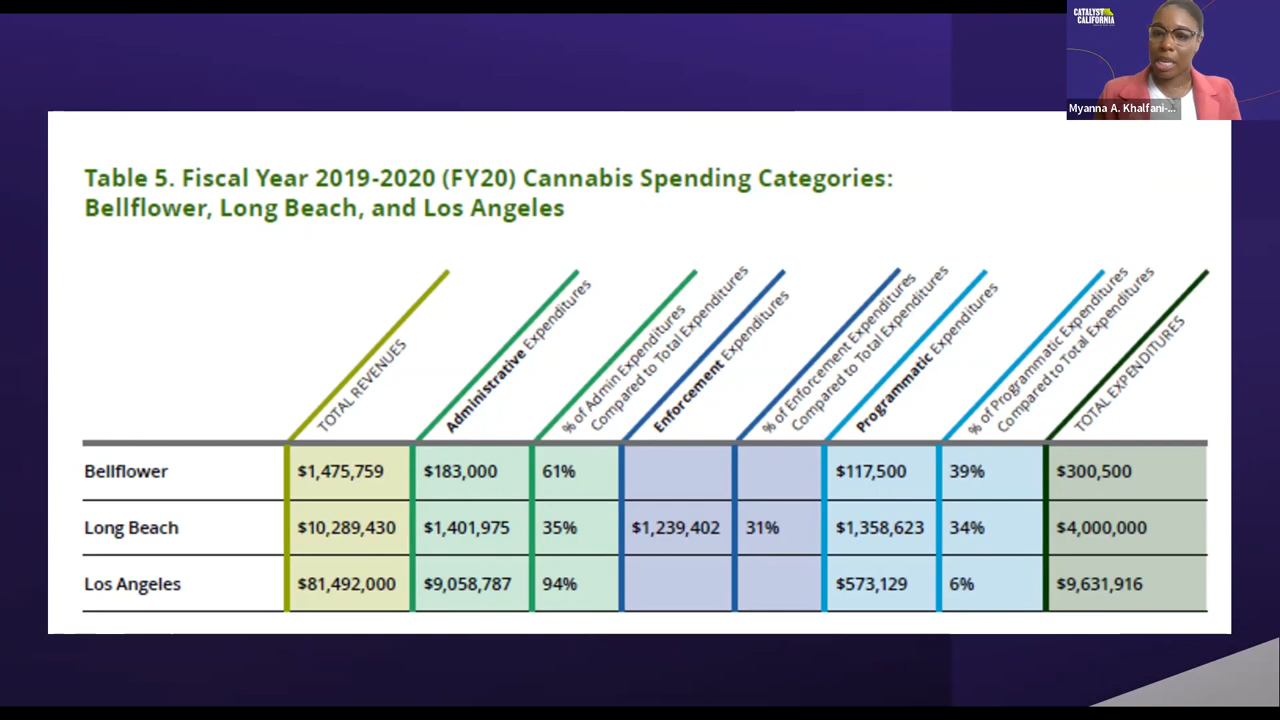 CATALYST
CALIFORNIA
Myanna A. Khalfani-...
Table 5. Fiscal Year 2019-2020 (FY20) Cannabis Spending Categories:
Bellflower, Long Beach, and Los Angeles
TOTAL REVENUES
Administrative Expenditures
% of Admin Expenditures
Compared to Total Expenditures
Enforcement Expenditures
% of Enforcement Expenditures
Compared to Total Expenditures
Programmatic Expenditures
% of Programmatic Expenditures
Compared to Total Expenditures
TOTAL EXPENDITURES
Bellflower $1,475,759 $183,000 61% $117,500 39% $300,500
Long Beach $10,289,430 $1,401,975 35% $1,239,402 31% $1,358,623 34% $4,000,000
Los Angeles $81,492,000 $9,058,787 94% $573,129 6% $9,631,916